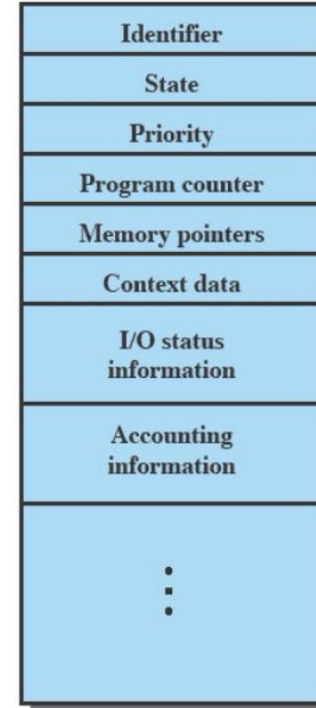 Identifier
State
Priority
Program counter
Memory pointers
Context data
I/O status
information
Accounting
information